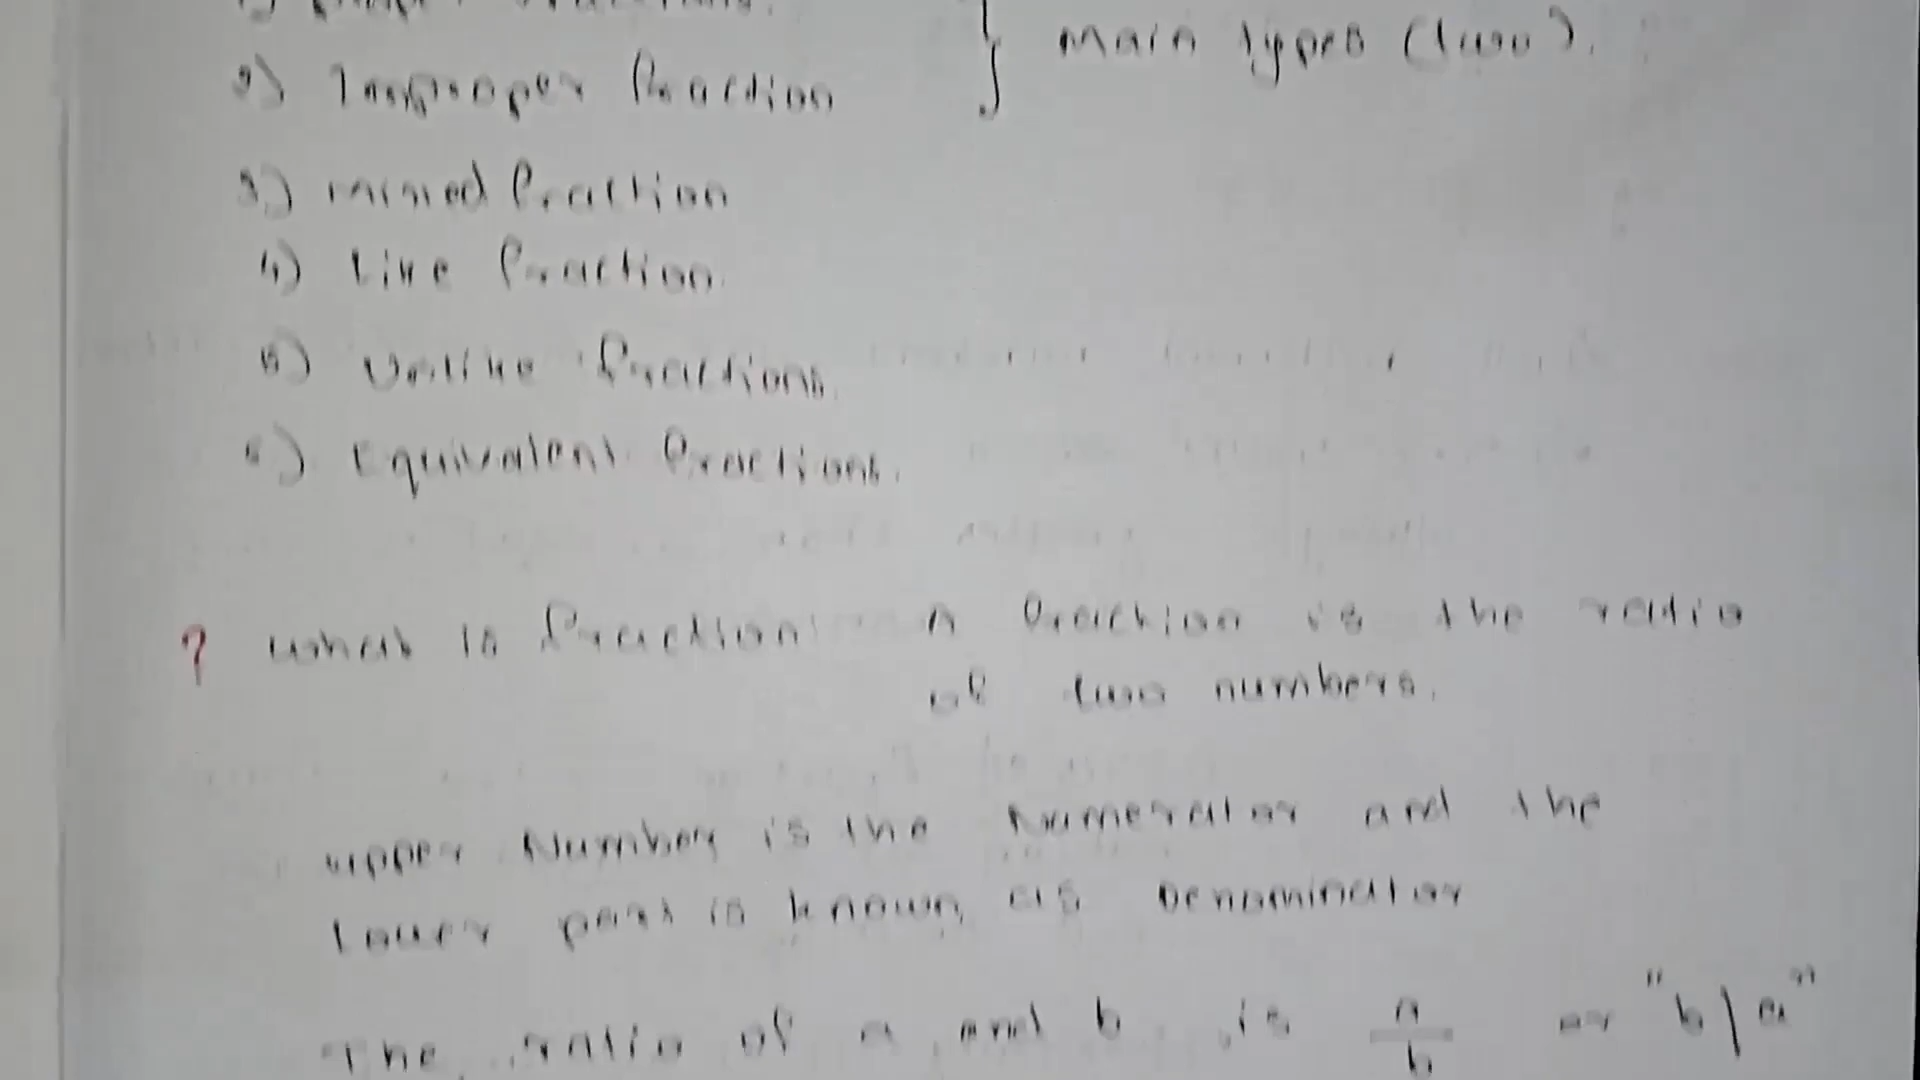 2) Improper fraction } main types (two).
3) mixed fraction
4) Like fraction.
5) Unlike fractions.
6) Equivalent fractions.
? what is fraction A fraction is the ratio
of two numbers.
upper Number is the Numerator and the
lower part is known as Denominator
The ratio of a and b is a/b or "b\a"